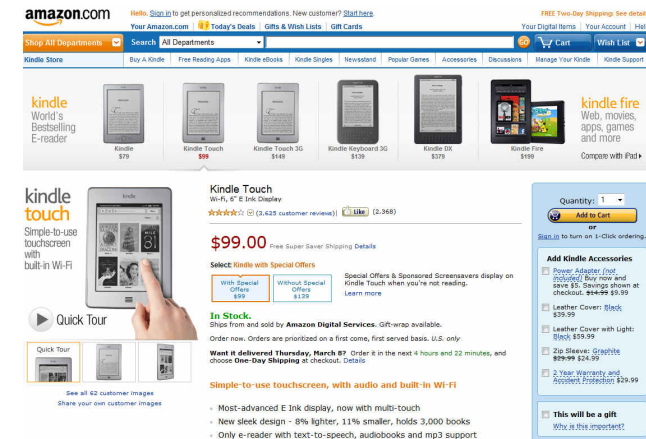 amazon.com
Hello. Sign in to get personalized recommendations. New customer? Start here.
FREE Two-Day Shipping: See detail
Your Amazon.com
Today's Deals
Gifts & Wish Lists
Gift Cards
Your Digital Items
Your Account
Hel
Shop All Departments
Search
All Departments
GO
Cart
Wish List
Kindle Store
Buy A Kindle
Free Reading Apps
Kindle eBooks
Kindle Singles
Newsstand
Popular Games
Accessories
Discussions
Manage Your Kindle
Kindle Support
kindle
World's
Bestselling
E-reader
Kindle
$79
Kindle Touch
$99
Kindle Touch 3G
$149
Kindle Keyboard 3G
$139
Kindle DX
$379
Kindle Fire
$199
kindle fire
Web, movies,
apps, games
and more
Compare with iPad
kindle
touch
Simple-to-use
touchscreen
with
built-in Wi-Fi
Quick Tour
Quick Tour
See all 62 customer images
Share your own customer images
Kindle Touch
Wi-Fi, 6" E Ink Display
(3,625 customer reviews)
Like
(2,368)
$99.00 Free Super Saver Shipping Details
Select: Kindle with Special Offers
With Special
Offers
$99
Without Special
Offers
$139
Special Offers & Sponsored Screensavers display on
Kindle Touch when you're not reading.
Learn more
In Stock.
Ships from and sold by Amazon Digital Services. Gift-wrap available.
Order now. Orders are prioritized on a first come, first served basis. U.S. only
Want it delivered Thursday, March 8? Order it in the next 4 hours and 22 minutes, and
choose One-Day Shipping at checkout. Details
Simple-to-use touchscreen, with audio and built-in Wi-Fi
Most-advanced E Ink display, now with multi-touch
New sleek design - 8% lighter, 11% smaller, holds 3,000 books
Only e-reader with text-to-speech, audiobooks and mp3 support
Quantity: 1
Add to Cart
or
Sign in to turn on 1-Click ordering.
Add Kindle Accessories
Power Adapter (not
included) Buy now and
save $5. Savings shown at
checkout. $14.99 $9.99
Leather Cover: Black
$39.99
Leather Cover with Light:
Black $59.99
Zip Sleeve: Graphite
$29.99 $24.99
2 Year Warranty and
Accident Protection $29.99
This will be a gift
Why is this important?